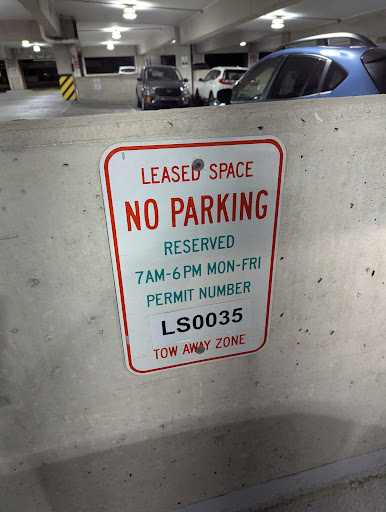 LEASED SPACE
NO PARKING
RESERVED
7AM-6PM MON-FRI
PERMIT NUMBER
LS0035
TOW AWAY ZONE